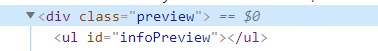 ▼<div class="preview"> == $0
<ul id="infoPreview"></ul>